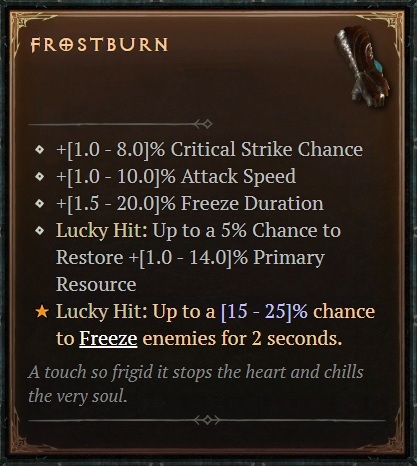 FROSTBURN
+[1.0 - 8.0]% Critical Strike Chance
+[1.0 - 10.0]% Attack Speed
+[1.5 - 20.0]% Freeze Duration
Lucky Hit: Up to a 5% Chance to
Restore +[1.0 - 14.0]% Primary
Resource
Lucky Hit: Up to a [15 - 25]% chance
to Freeze enemies for 2 seconds.
A touch so frigid it stops the heart and chills
the very soul.